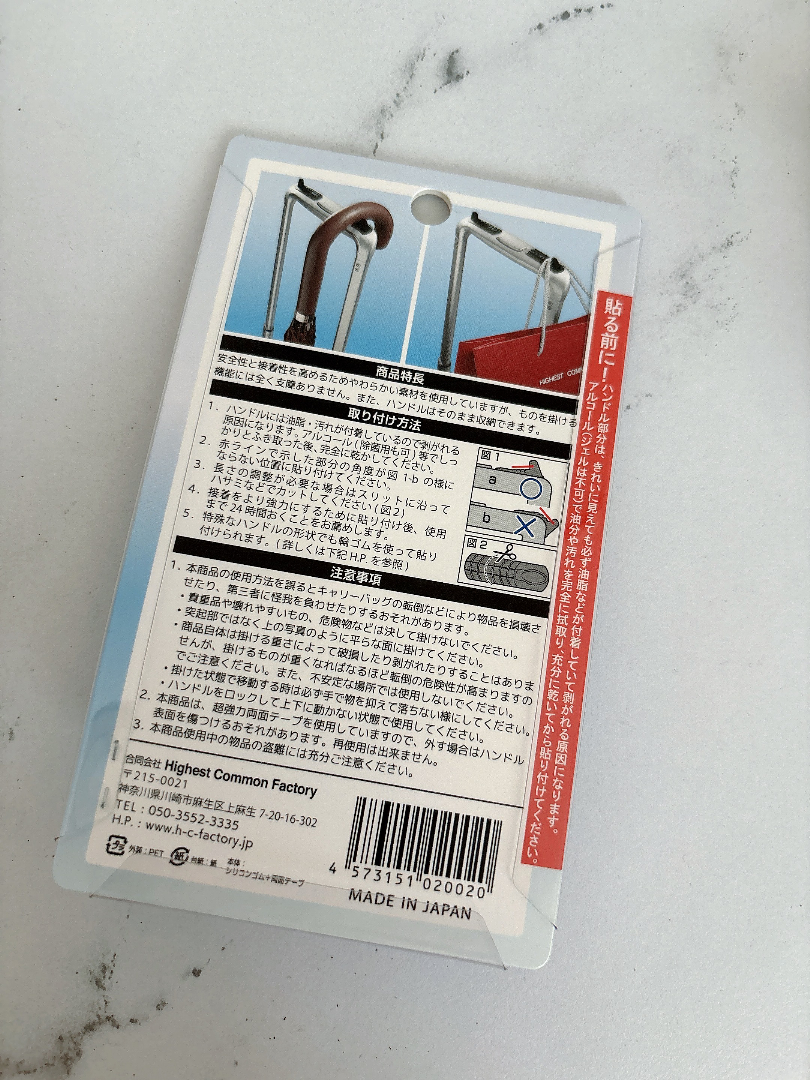 HIGHEST COMM
商品特長
安全性と接着性を高めるためやわらかい素材を使用していますが、ものを掛ける
機能には全く支障ありません。また、ハンドルはそのまま収納できます。
取り付け方法
1. ハンドルには油脂・汚れが付着しているので剥がれる
原因になります。アルコール(除菌用も可)等でしっ
かりとふき取った後、完全に乾かしてください。
2. 赤ラインで示した部分の角度が図1-bの様に
ならない位置に貼り付けてください。
3. 長さの調整が必要な場合はスリットに沿って
ハサミなどでカットしてください(図2)
4. 接着をより強力にするために貼り付け後、使用
まで24時間おくことをお薦めします。
5. 特殊なハンドルの形状でも輪ゴムを使って貼り
付けられます。(詳しくは下記H.P.を参照)
図1
a
b
図2
注意事項
1. 本商品の使用方法を誤るとキャリーバッグの転倒などにより物品を損壊さ
せたり、第三者に怪我を負わせたりするおそれがあります。
・貴重品や壊れやすいもの、危険物などは決して掛けないでください。
・突起部ではなく上の写真のように平らな面に掛けてください。
・商品自体は掛ける重さによって破損したり剥がれたりすることはありま
せんが、掛けるものが重くなればなるほど転倒の危険性が高まりますの
でご注意ください。また、不安定な場所では使用しないでください。
・掛けた状態で移動する時は必ず手で物を抑えて落ちない様にしてください。
・ハンドルをロックして上下に動かない状態で使用してください。
2. 本商品は、超強力両面テープを使用していますので、外す場合はハンドル
表面を傷つけるおそれがあります。再使用は出来ません。
3. 本商品使用中の物品の盗難には充分ご注意ください。
合同会社 Highest Common Factory
〒215-0021
神奈川県川崎市麻生区上麻生 7-20-16-302
TEL : 050-3552-3335
H.P. : www.h-c-factory.jp
プラ 外装:PET 紙 台紙:紙 本体:
シリコンゴム+両面テープ
4 573151 020020
MADE IN JAPAN
貼る前に!
ハンドル部分は、きれいに見えても必ず油脂などが付着していて剥がれる原因になります。
アルコール(ジェルは不可)で油分や汚れを完全に拭取り、充分に乾いてから貼り付けてください。